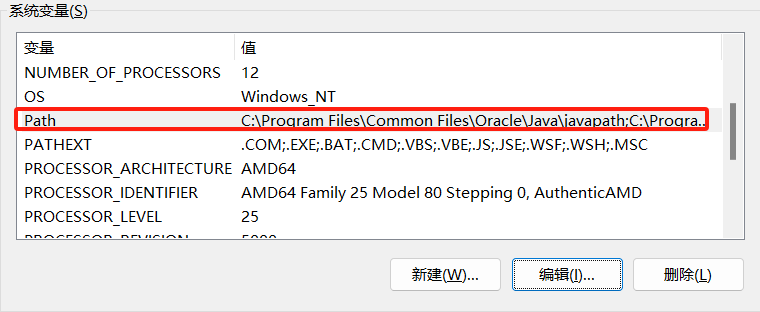 系统变量(S)
变量 值
NUMBER_OF_PROCESSORS 12
OS Windows_NT
Path C:\Program Files\Common Files\Oracle\Java\javapath;C:\Progra...
PATHEXT .COM;.EXE;.BAT;.CMD;.VBS;.VBE;.JS;.JSE;.WSF;.WSH;.MSC
PROCESSOR_ARCHITECTURE AMD64
PROCESSOR_IDENTIFIER AMD64 Family 25 Model 80 Stepping 0, AuthenticAMD
PROCESSOR_LEVEL 25
PROCESSOR_REVISION 5000
新建(W)... 编辑(I)... 删除(L)